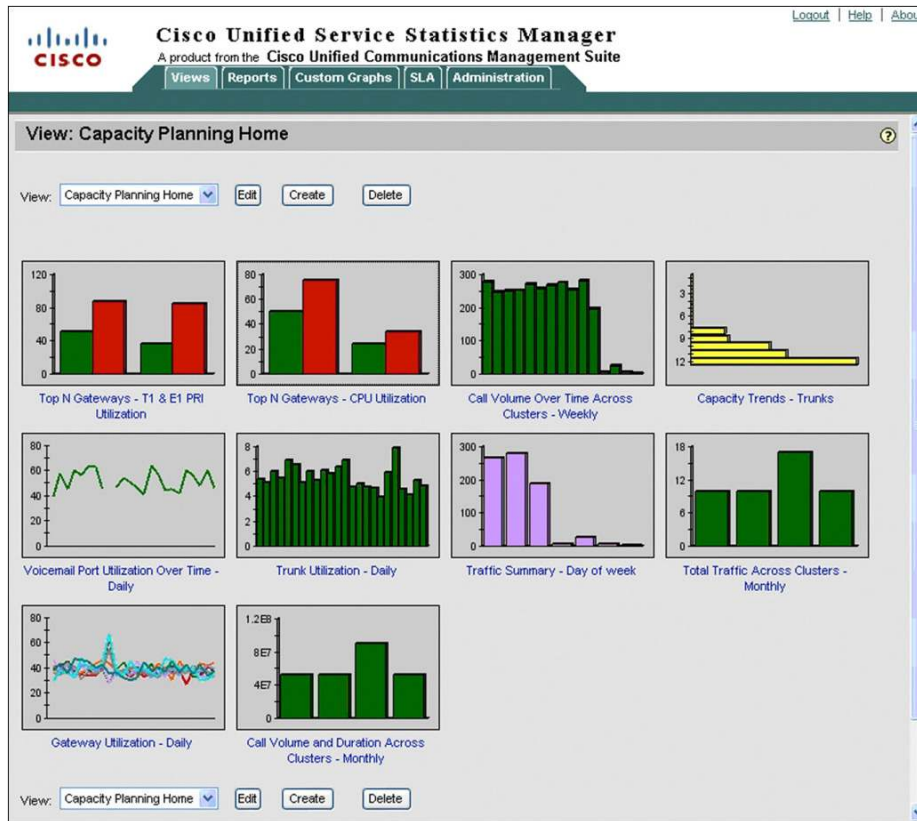 Logout | Help | Abou
CISCO
Cisco Unified Service Statistics Manager
A product from the Cisco Unified Communications Management Suite
Views
Reports
Custom Graphs
SLA
Administration
View: Capacity Planning Home
?
View: Capacity Planning Home Edit Create Delete
120
80
40
0
Top N Gateways - T1 & E1 PRI
Utilization
80
60
40
20
0
Top N Gateways - CPU Utilization
300
200
100
0
Call Volume Over Time Across
Clusters - Weekly
3
6
9
12
Capacity Trends - Trunks
80
60
40
20
0
Voicemail Port Utilization Over Time -
Daily
8
6
4
2
0
Trunk Utilization - Daily
300
200
100
0
Traffic Summary - Day of week
18
12
6
0
Total Traffic Across Clusters -
Monthly
80
60
40
20
0
Gateway Utilization - Daily
1.2E8
8E7
4E7
0
Call Volume and Duration Across
Clusters - Monthly
View: Capacity Planning Home Edit Create Delete